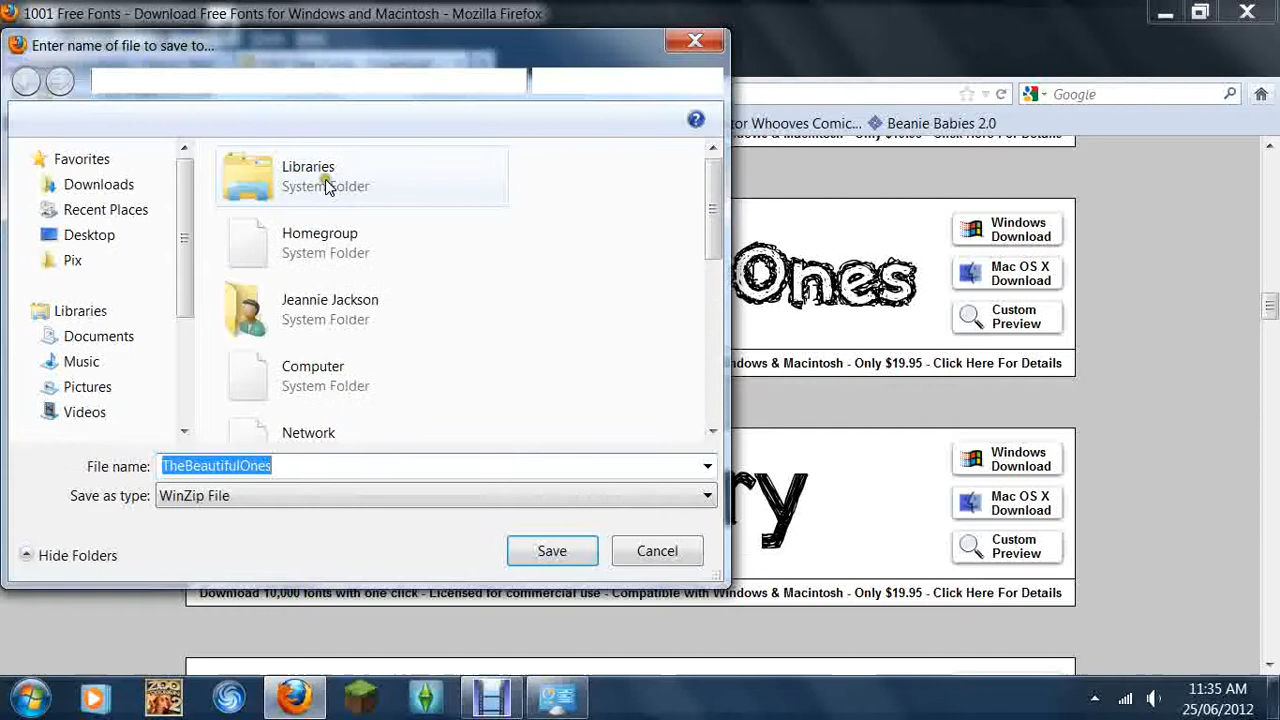 1001 Free Fonts - Download Free Fonts for Windows and Macintosh - Mozilla Firefox
Enter name of file to save to...
Google
tor Whooves Comic...
Beanie Babies 2.0
Favorites
Downloads
Recent Places
Desktop
Pix
Libraries
Documents
Music
Pictures
Videos
Libraries
System Folder
Homegroup
System Folder
Jeannie Jackson
System Folder
Computer
System Folder
Network
File name: TheBeautifulOnes
Save as type: WinZip File
Hide Folders
Save
Cancel
Ones
Windows
Download
Mac OS X
Download
Custom
Preview
indows & Macintosh - Only $19.95 - Click Here For Details
ry
Windows
Download
Mac OS X
Download
Custom
Preview
Download 10,000 fonts with one click - Licensed for commercial use - Compatible with Windows & Macintosh - Only $19.95 - Click Here For Details
11:35 AM
25/06/2012